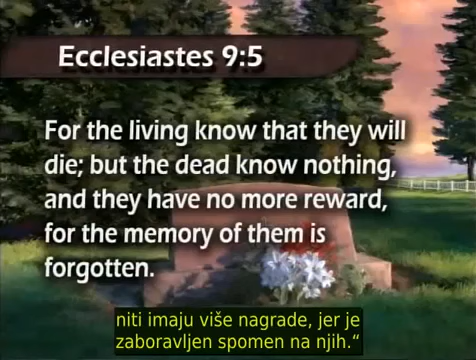 Ecclesiastes 9:5
For the living know that they will
die; but the dead know nothing,
and they have no more reward,
for the memory of them is
forgotten.
niti imaju više nagrade, jer je
zaboravljen spomen na njih.“